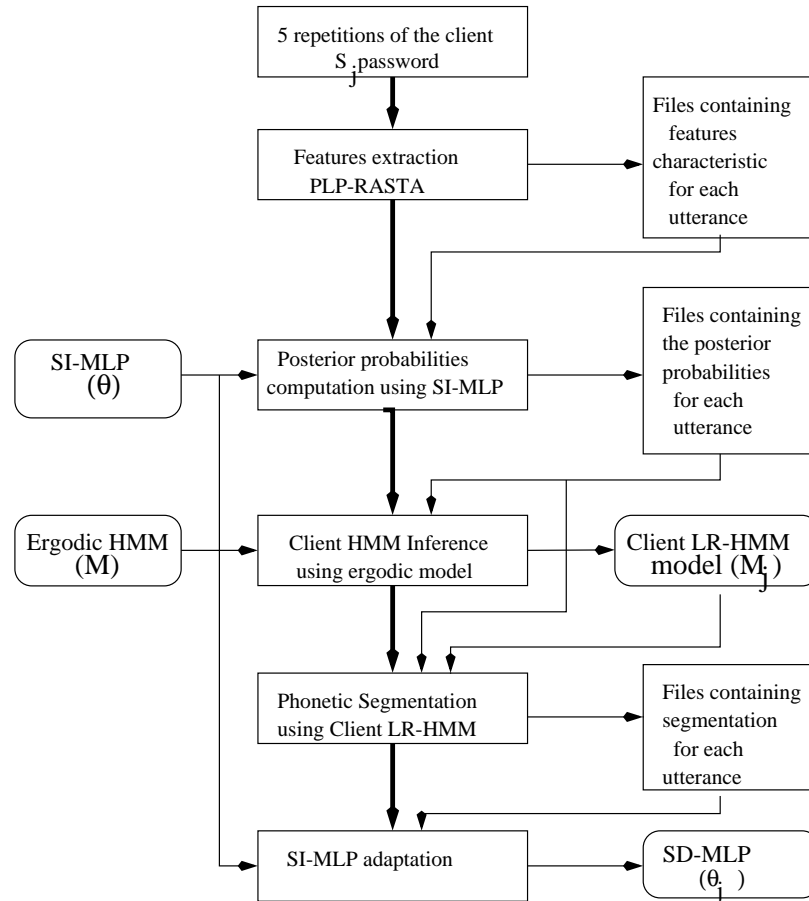 5 repetitions of the client
S j password
Files containing
features
characteristic
for each
utterance
Features extraction
PLP-RASTA
Files containing
the posterior
probabilities
for each
utterance
SI-MLP
(θ)
Posterior probabilities
computation using SI-MLP
Ergodic HMM
(M)
Client HMM Inference
using ergodic model
Client LR-HMM
model (M j)
Phonetic Segmentation
using Client LR-HMM
Files containing
segmentation
for each
utterance
SI-MLP adaptation
SD-MLP
(θ j)